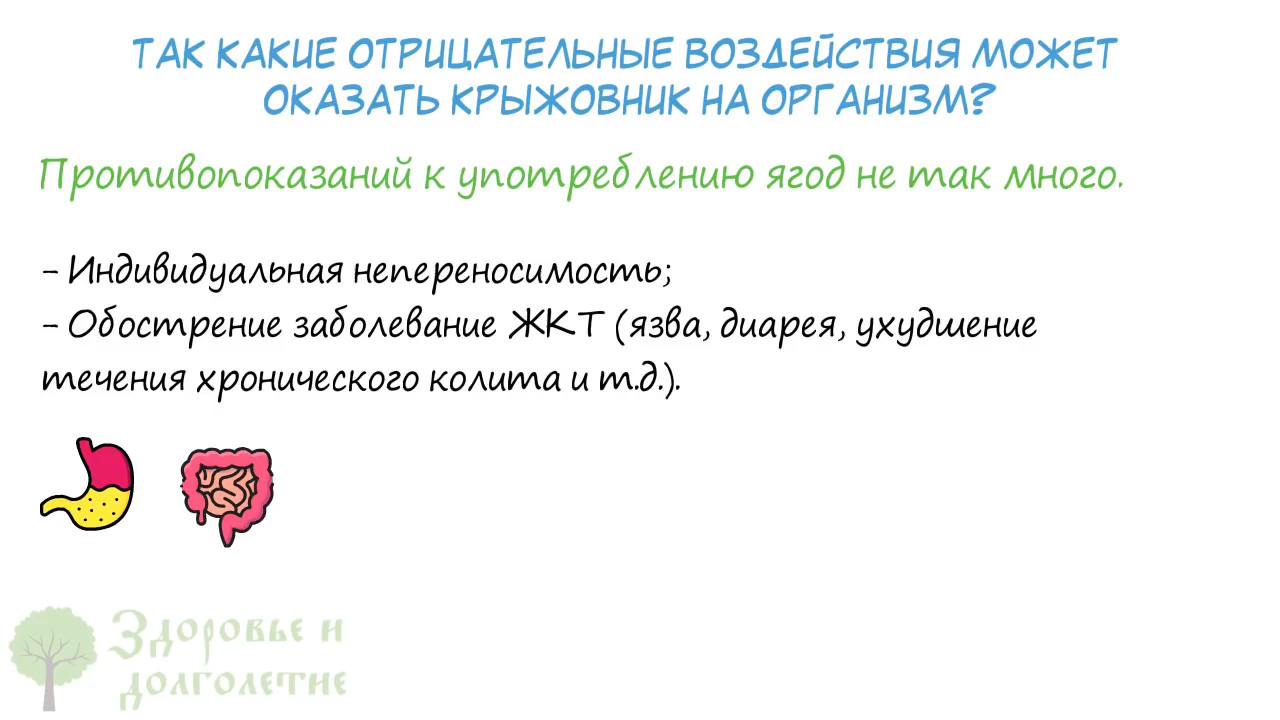 ТАК КАКИЕ ОТРИЦАТЕЛЬНЫЕ ВОЗДЕЙСТВИЯ МОЖЕТ
ОКАЗАТЬ КРЫЖОВНИК НА ОРГАНИЗМ?
Противопоказаний к употреблению ягод не так много.
- Индивидуальная непереносимость;
- Обострение заболевание ЖКТ (язва, диарея, ухудшение
течения хронического колита и т.д.).
Здоровье и
долголетие